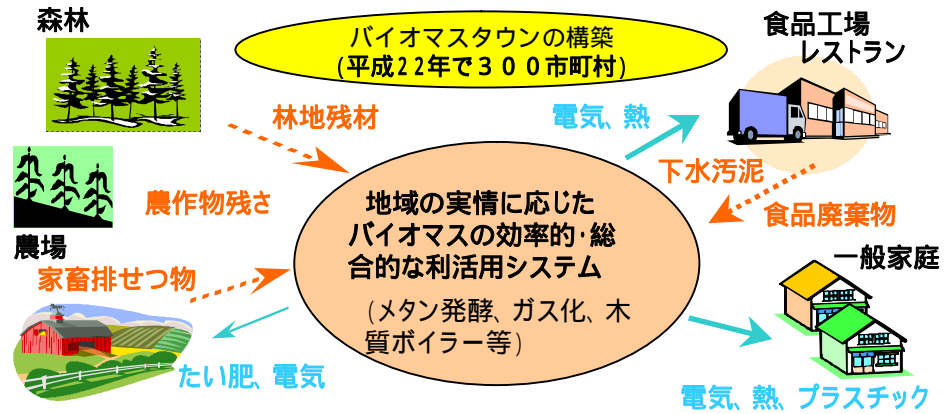 森林
バイオマスタウンの構築
(平成22年で３００市町村)
食品工場
レストラン
林地残材
電気、熱
農作物残さ
下水汚泥
食品廃棄物
農場
家畜排せつ物
地域の実情に応じた
バイオマスの効率的･総
合的な利活用システム
(メタン発酵、ガス化、木
質ボイラー等)
一般家庭
たい肥、電気
電気、熱、プラスチック